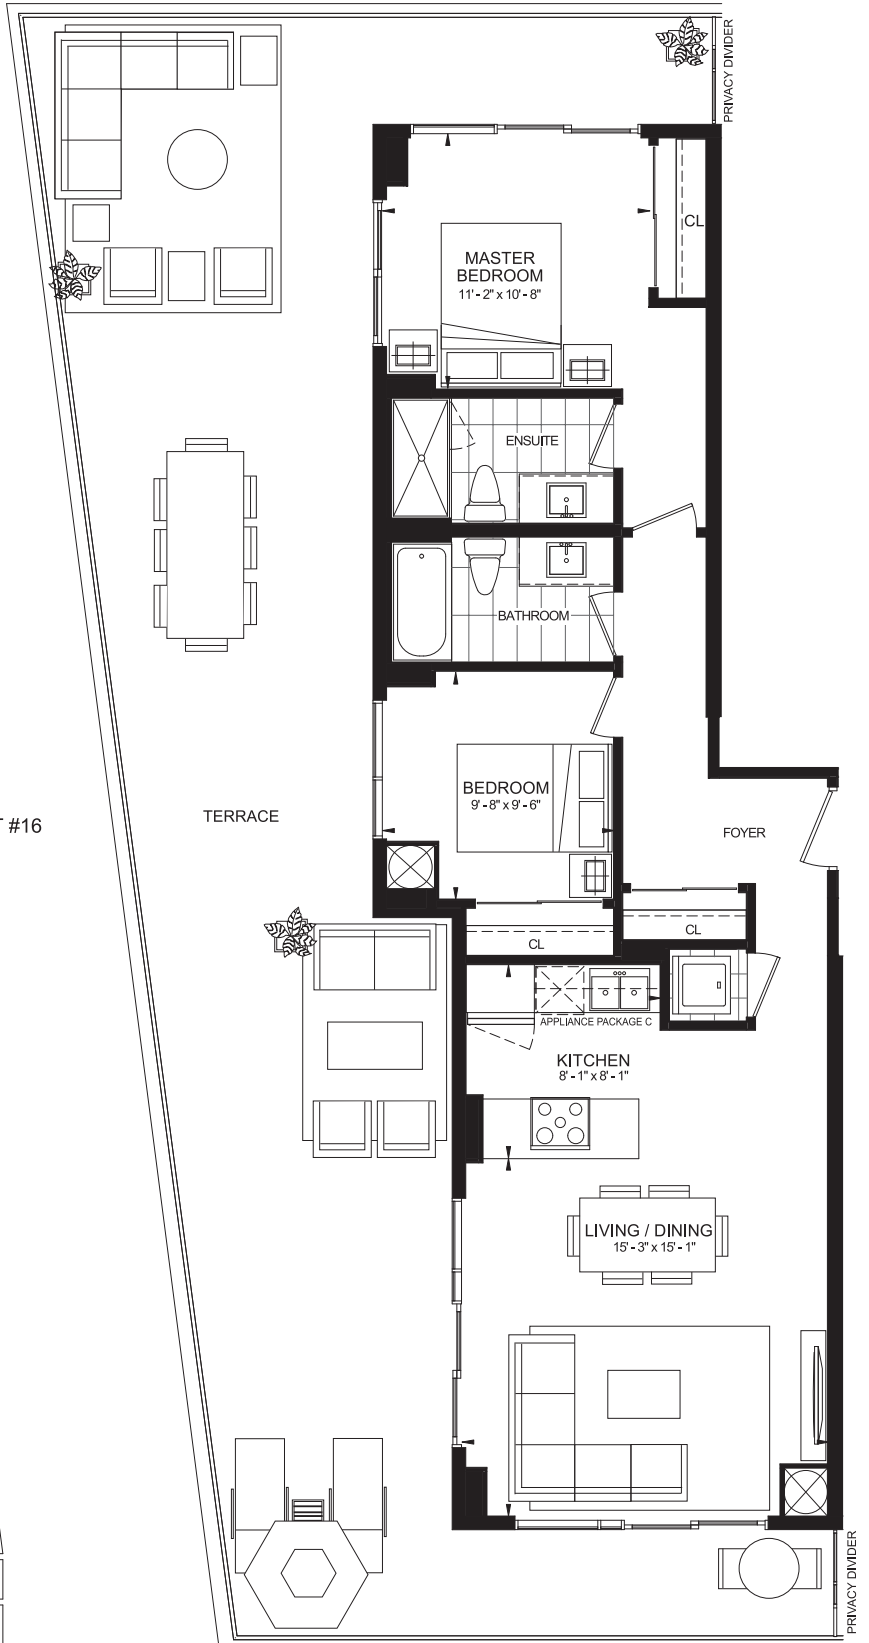 PRIVACY DIVIDER
CL
MASTER
BEDROOM
11' - 2" x 10' - 8"
ENSUITE
BATHROOM
BEDROOM
9' - 8" x 9' - 6"
TERRACE
#16
FOYER
CL
CL
APPLIANCE PACKAGE C
KITCHEN
8' - 1" x 8' - 1"
LIVING / DINING
15' - 3" x 15' - 1"
PRIVACY DIVIDER